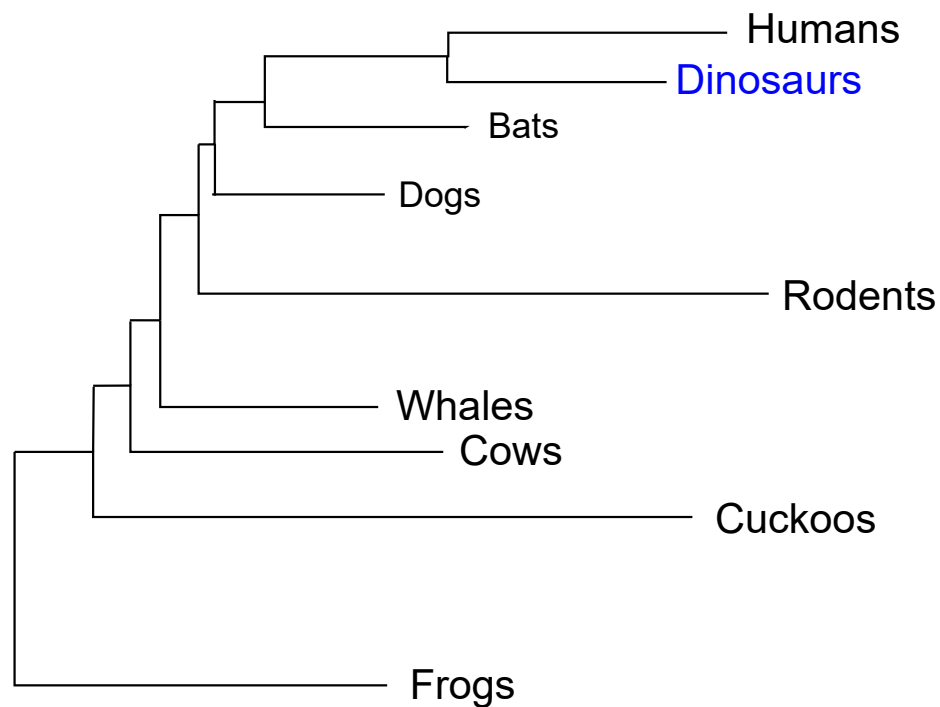 Humans
Dinosaurs
Bats
Dogs
Rodents
Whales
Cows
Cuckoos
Frogs